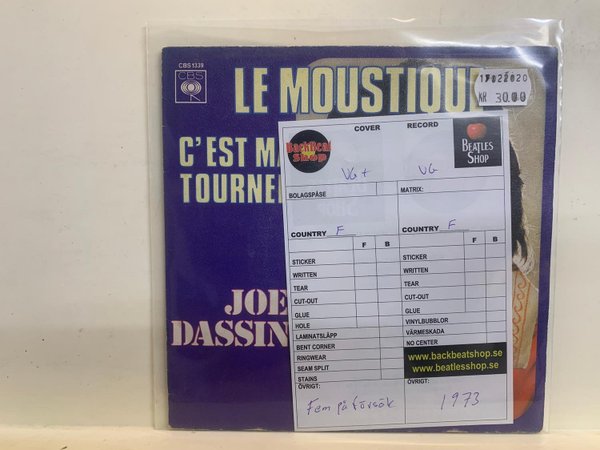 CBS 1339
CBS
LE MOUSTIQU
C'EST MA
TOURNE
JOE
DASSIN
KR 30.00
BackBeat
Shop
COVER
RECORD
BEATLES
SHOP
VG+
VG
BOLAGSPÅSE
MATRIX:
COUNTRY F
COUNTRY F
F B
F B
STICKER
WRITTEN
TEAR
CUT-OUT
GLUE
HOLE
LAMINATSLÄPP
BENT CORNER
RINGWEAR
SEAM SPLIT
STAINS
ÖVRIGT:
Fem på försök
STICKER
WRITTEN
TEAR
CUT-OUT
GLUE
VINYLBUBBLOR
VÄRMESKADA
NO CENTER
www.backbeatshop.se
www.beatlesshop.se
ÖVRIGT:
1973